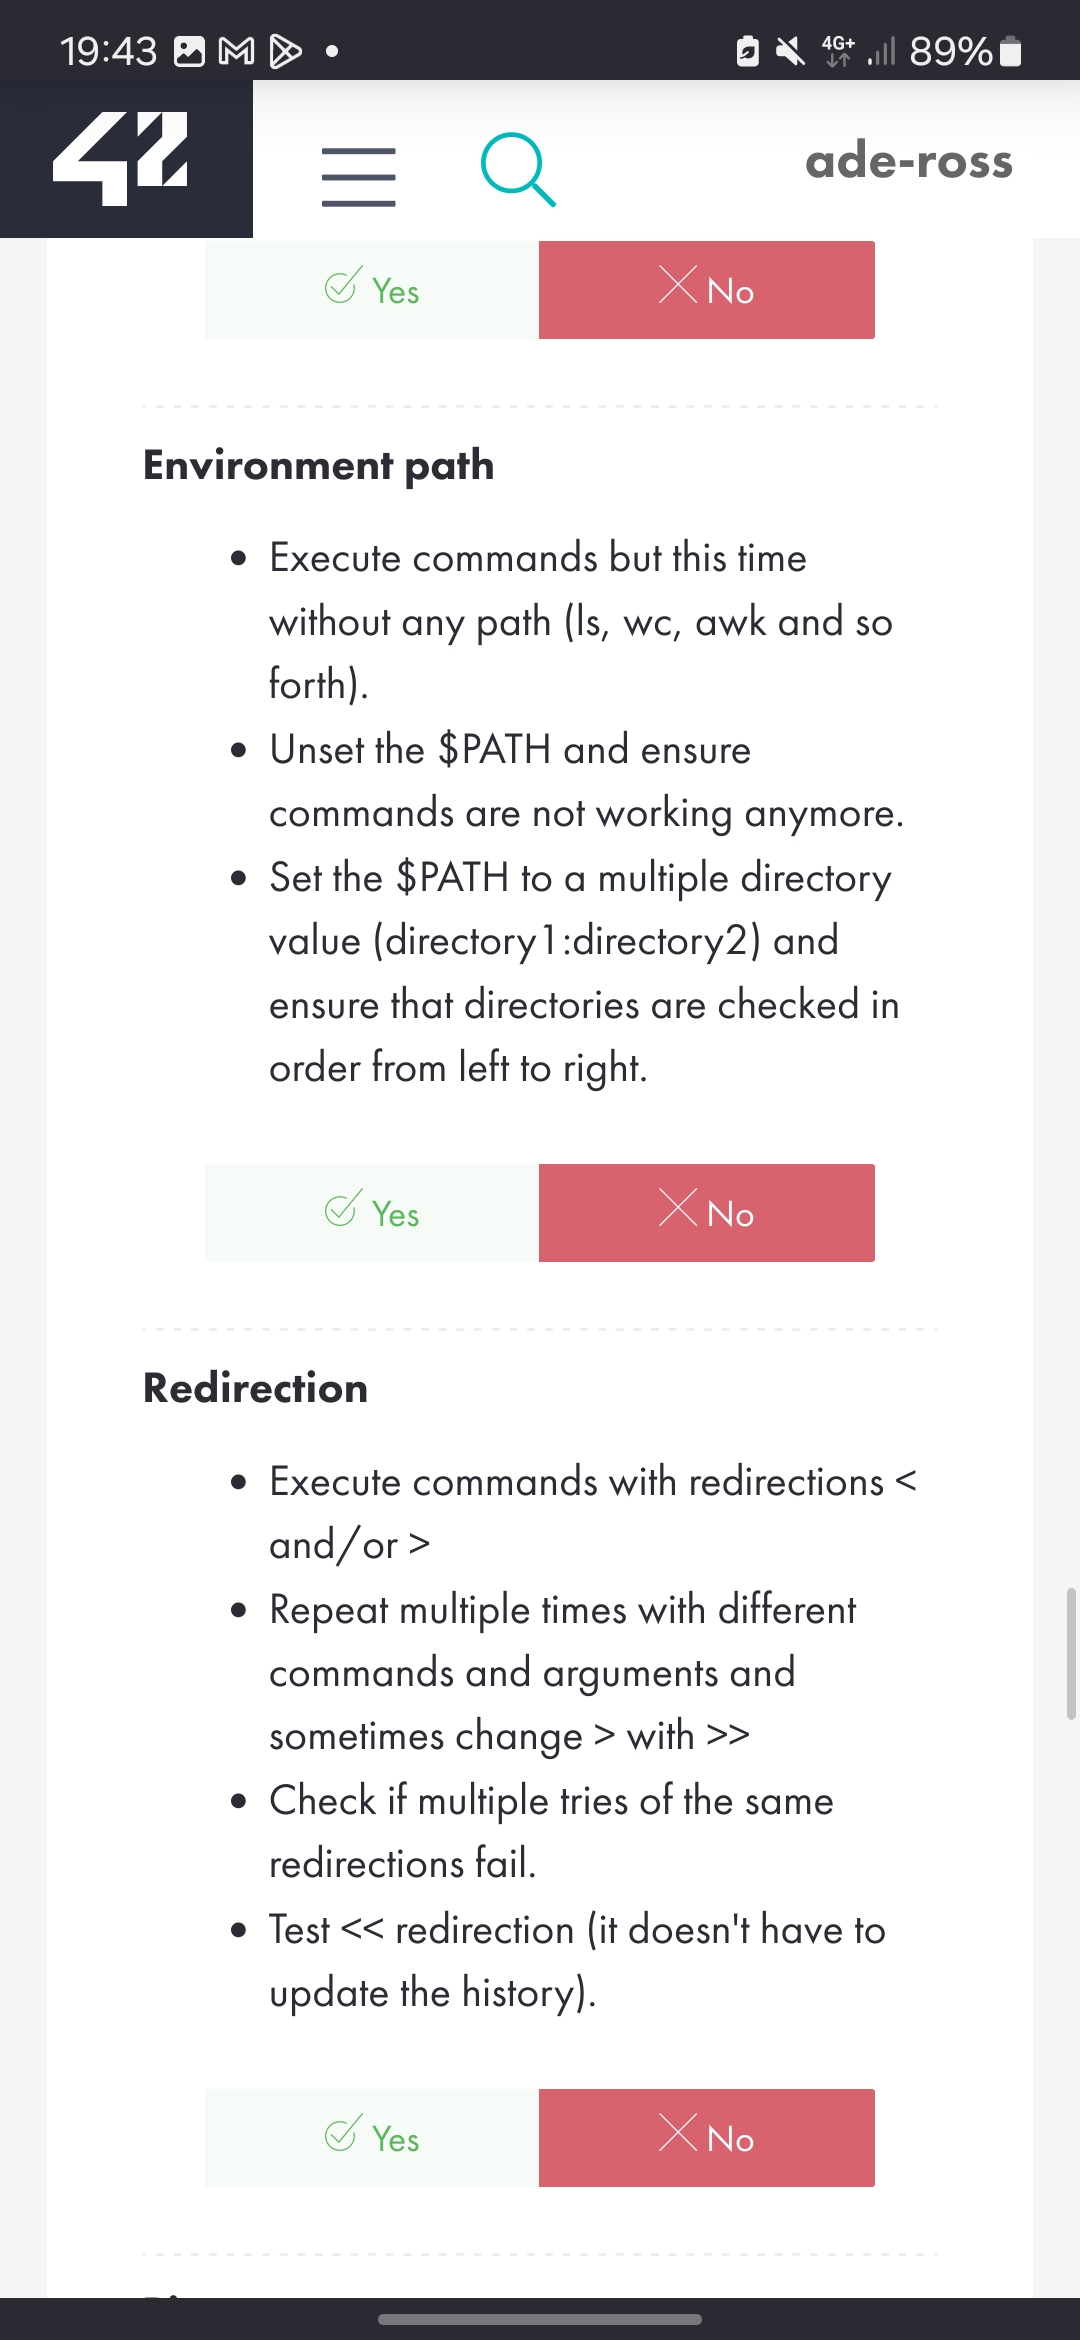 19:43
4G+
89%
42
ade-ross
Yes
No
Environment path
• Execute commands but this time
without any path (ls, wc, awk and so
forth).
• Unset the $PATH and ensure
commands are not working anymore.
• Set the $PATH to a multiple directory
value (directory1:directory2) and
ensure that directories are checked in
order from left to right.
Yes
No
Redirection
• Execute commands with redirections <
and/or >
• Repeat multiple times with different
commands and arguments and
sometimes change > with >>
• Check if multiple tries of the same
redirections fail.
• Test << redirection (it doesn't have to
update the history).
Yes
No